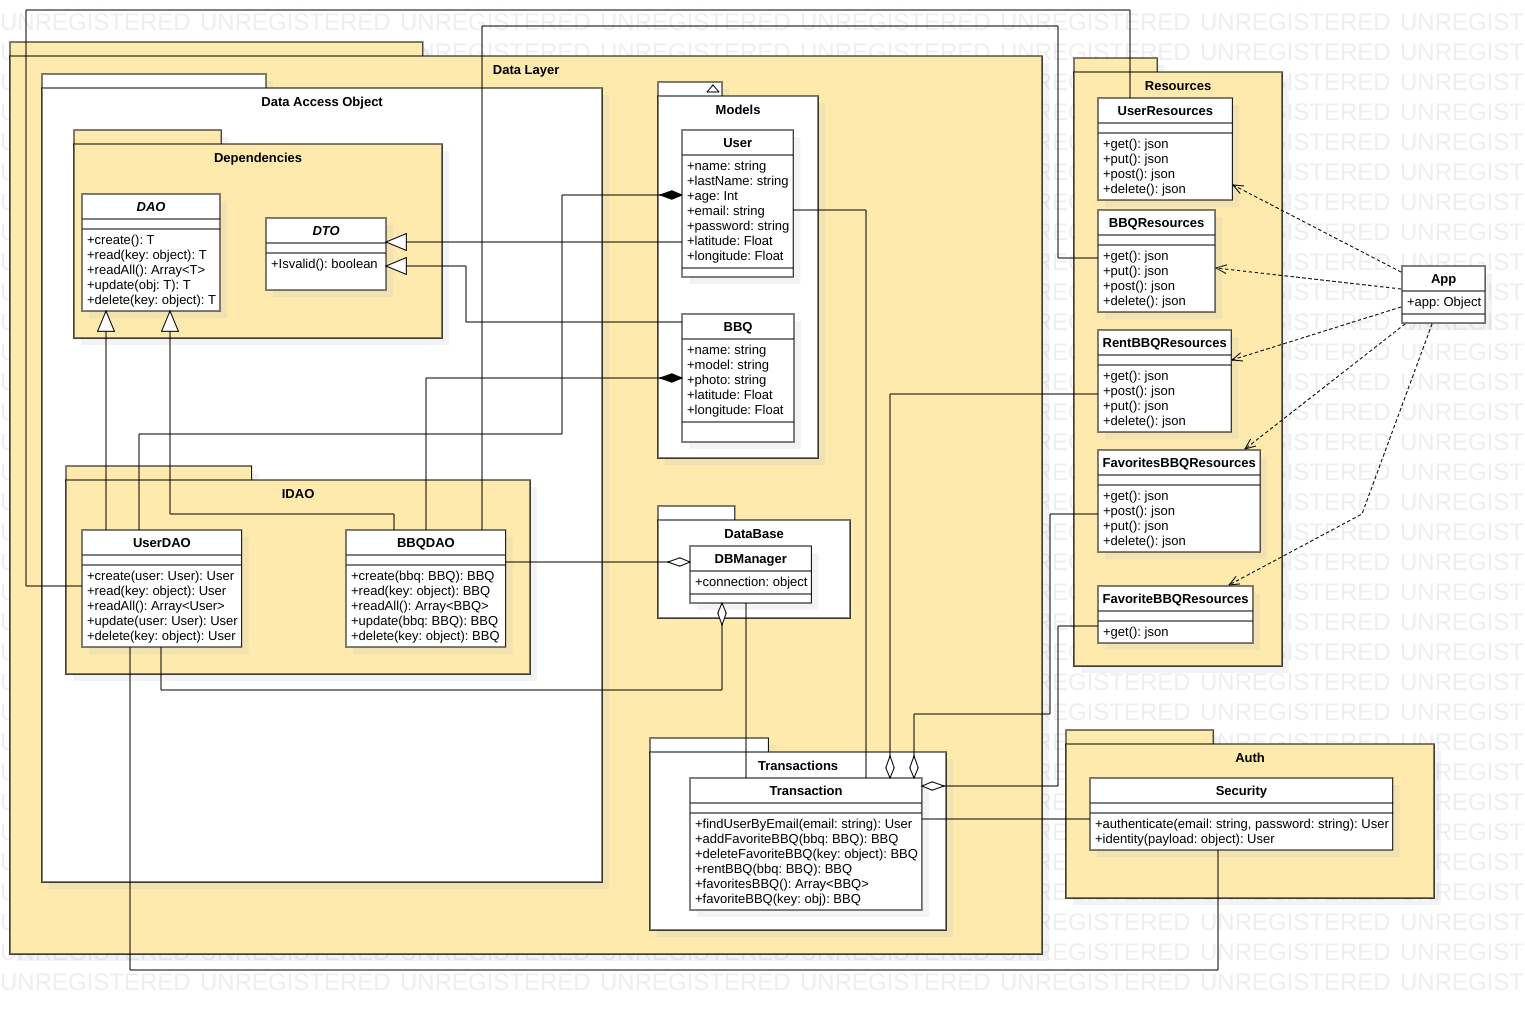 Data Layer
Data Access Object
Dependencies
DAO
+create(): T
+read(key: object): T
+readAll(): Array<T>
+update(obj: T): T
+delete(key: object): T
DTO
+Isvalid(): boolean
IDAO
UserDAO
+create(user: User): User
+read(key: object): User
+readAll(): Array<User>
+update(user: User): User
+delete(key: object): User
BBQDAO
+create(bbq: BBQ): BBQ
+read(key: object): BBQ
+readAll(): Array<BBQ>
+update(bbq: BBQ): BBQ
+delete(key: object): BBQ
Models
User
+name: string
+lastName: string
+age: Int
+email: string
+password: string
+latitude: Float
+longitude: Float
BBQ
+name: string
+model: string
+photo: string
+latitude: Float
+longitude: Float
DataBase
DBManager
+connection: object
Transactions
Transaction
+findUserByEmail(email: string): User
+addFavoriteBBQ(bbq: BBQ): BBQ
+deleteFavoriteBBQ(key: object): BBQ
+rentBBQ(bbq: BBQ): BBQ
+favoritesBBQ(): Array<BBQ>
+favoriteBBQ(key: obj): BBQ
Resources
UserResources
+get(): json
+put(): json
+post(): json
+delete(): json
BBQResources
+get(): json
+put(): json
+post(): json
+delete(): json
RentBBQResources
+get(): json
+post(): json
+put(): json
+delete(): json
FavoritesBBQResources
+get(): json
+post(): json
+put(): json
+delete(): json
FavoriteBBQResources
+get(): json
App
+app: Object
Auth
Security
+authenticate(email: string, password: string): User
+identity(payload: object): User
UNREGISTERED UNREGISTERED UNREGISTERED UNREGISTERED UNREGISTERED UNREGISTERED UNREGISTERED UNREGIST